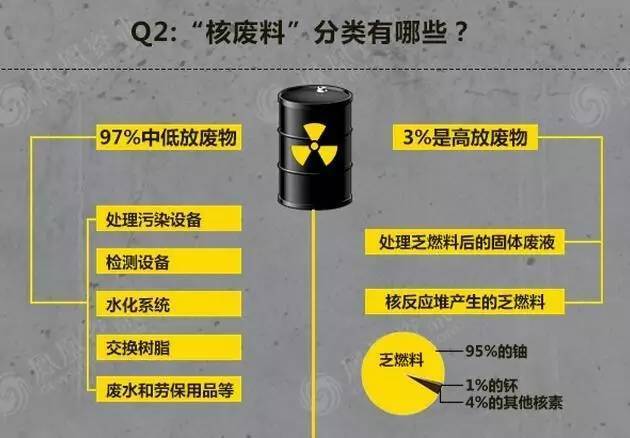 Q2:“核废料”分类有哪些？
97%中低放废物
处理污染设备
检测设备
水化系统
交换树脂
废水和劳保用品等
3%是高放废物
处理乏燃料后的固体废液
核反应堆产生的乏燃料
乏燃料
95%的铀
1%的钚
4%的其他核素